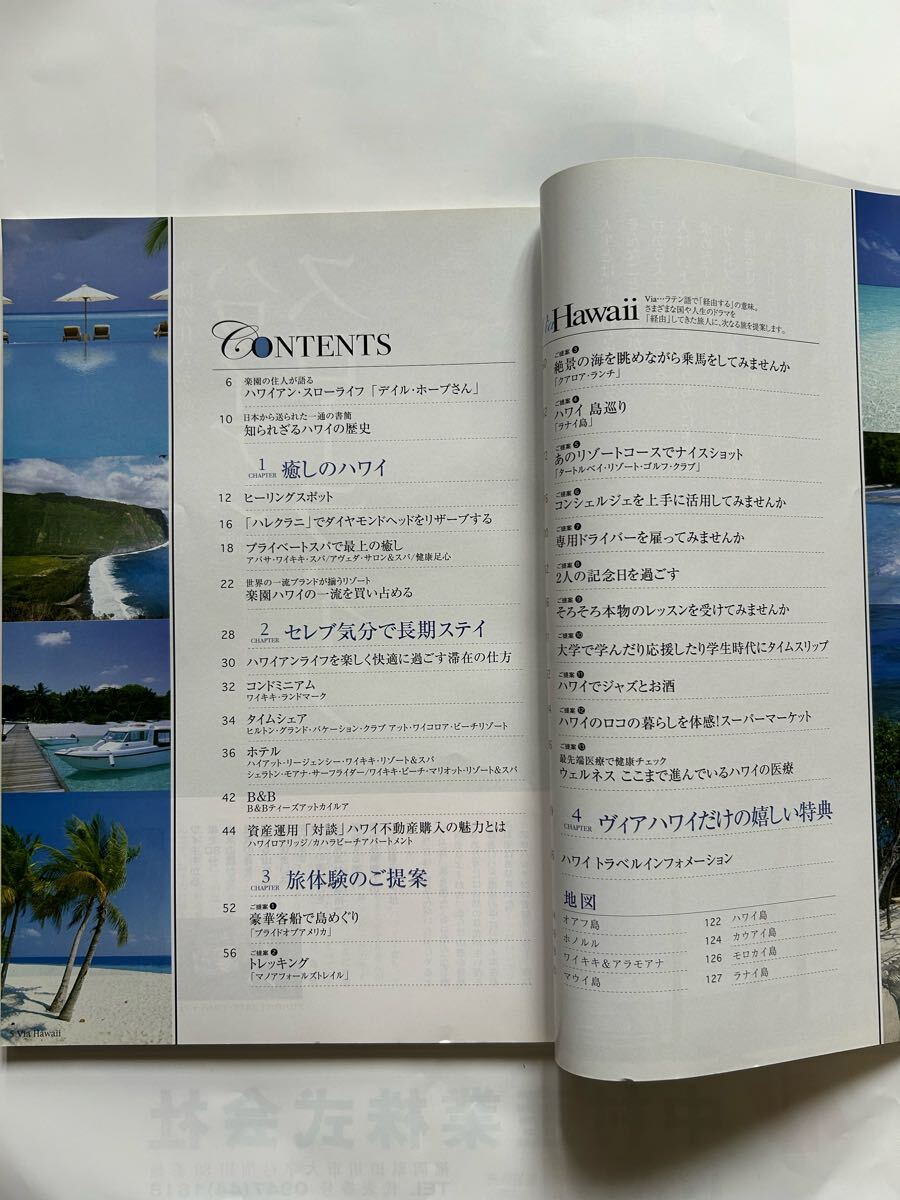 CONTENTS
6 楽園の住人が語る
ハワイアン・スローライフ「デイル・ホープさん」
10 日本から送られた一通の書簡
知られざるハワイの歴史
1 CHAPTER 癒しのハワイ
12 ヒーリングスポット
16 「ハレクラニ」でダイヤモンドヘッドをリザーブする
18 プライベートスパで最上の癒し
アバサ・ワイキキ・スパ/アヴェダ・サロン&スパ/健康足心
22 世界の一流ブランドが揃うリゾート
楽園ハワイの一流を買い占める
28 2 CHAPTER セレブ気分で長期ステイ
30 ハワイアンライフを楽しく快適に過ごす滞在の仕方
32 コンドミニアム
ワイキキ・ランドマーク
34 タイムシェア
ヒルトン・グランド・バケーション・クラブ アット・ワイコロア・ビーチリゾート
36 ホテル
ハイアット・リージェンシー・ワイキキ・リゾート&スパ
シェラトン・モアナ・サーフライダー/ワイキキ・ビーチ・マリオット・リゾート&スパ
42 B&B
B&Bティーズアットカイルア
44 資産運用「対談」ハワイ不動産購入の魅力とは
ハワイロアリッジ/カハラビーチアパートメント
3 CHAPTER 旅体験のご提案
52 ご提案❶
豪華客船で島めぐり
「プライドオブアメリカ」
56 ご提案❷
トレッキング
「マノアフォールズトレイル」
5 Via Hawaii
Hawaii
Via…ラテン語で「経由する」の意味。
さまざまな国や人生のドラマを
「経由」してきた旅人に、次なる旅を提案します。
ご提案❸
絶景の海を眺めながら乗馬をしてみませんか
「クアロア・ランチ」
ご提案❹
ハワイ 島巡り
「ラナイ島」
ご提案❺
あのリゾートコースでナイスショット
「タートルベイ・リゾート・ゴルフ・クラブ」
ご提案❻
コンシェルジェを上手に活用してみませんか
ご提案❼
専用ドライバーを雇ってみませんか
ご提案❽
2人の記念日を過ごす
ご提案❾
そろそろ本物のレッスンを受けてみませんか
ご提案❿
大学で学んだり応援したり学生時代にタイムスリップ
ご提案⓫
ハワイでジャズとお酒
ご提案⓬
ハワイのロコの暮らしを体感!スーパーマーケット
ご提案⓭
最先端医療で健康チェック
ウェルネス ここまで進んでいるハワイの医療
4 CHAPTER ヴィアハワイだけの嬉しい特典
ハワイ トラベルインフォメーション
地図
オアフ島
ホノルル
ワイキキ&アラモアナ
マウイ島
122 ハワイ島
124 カウアイ島
126 モロカイ島
127 ラナイ島